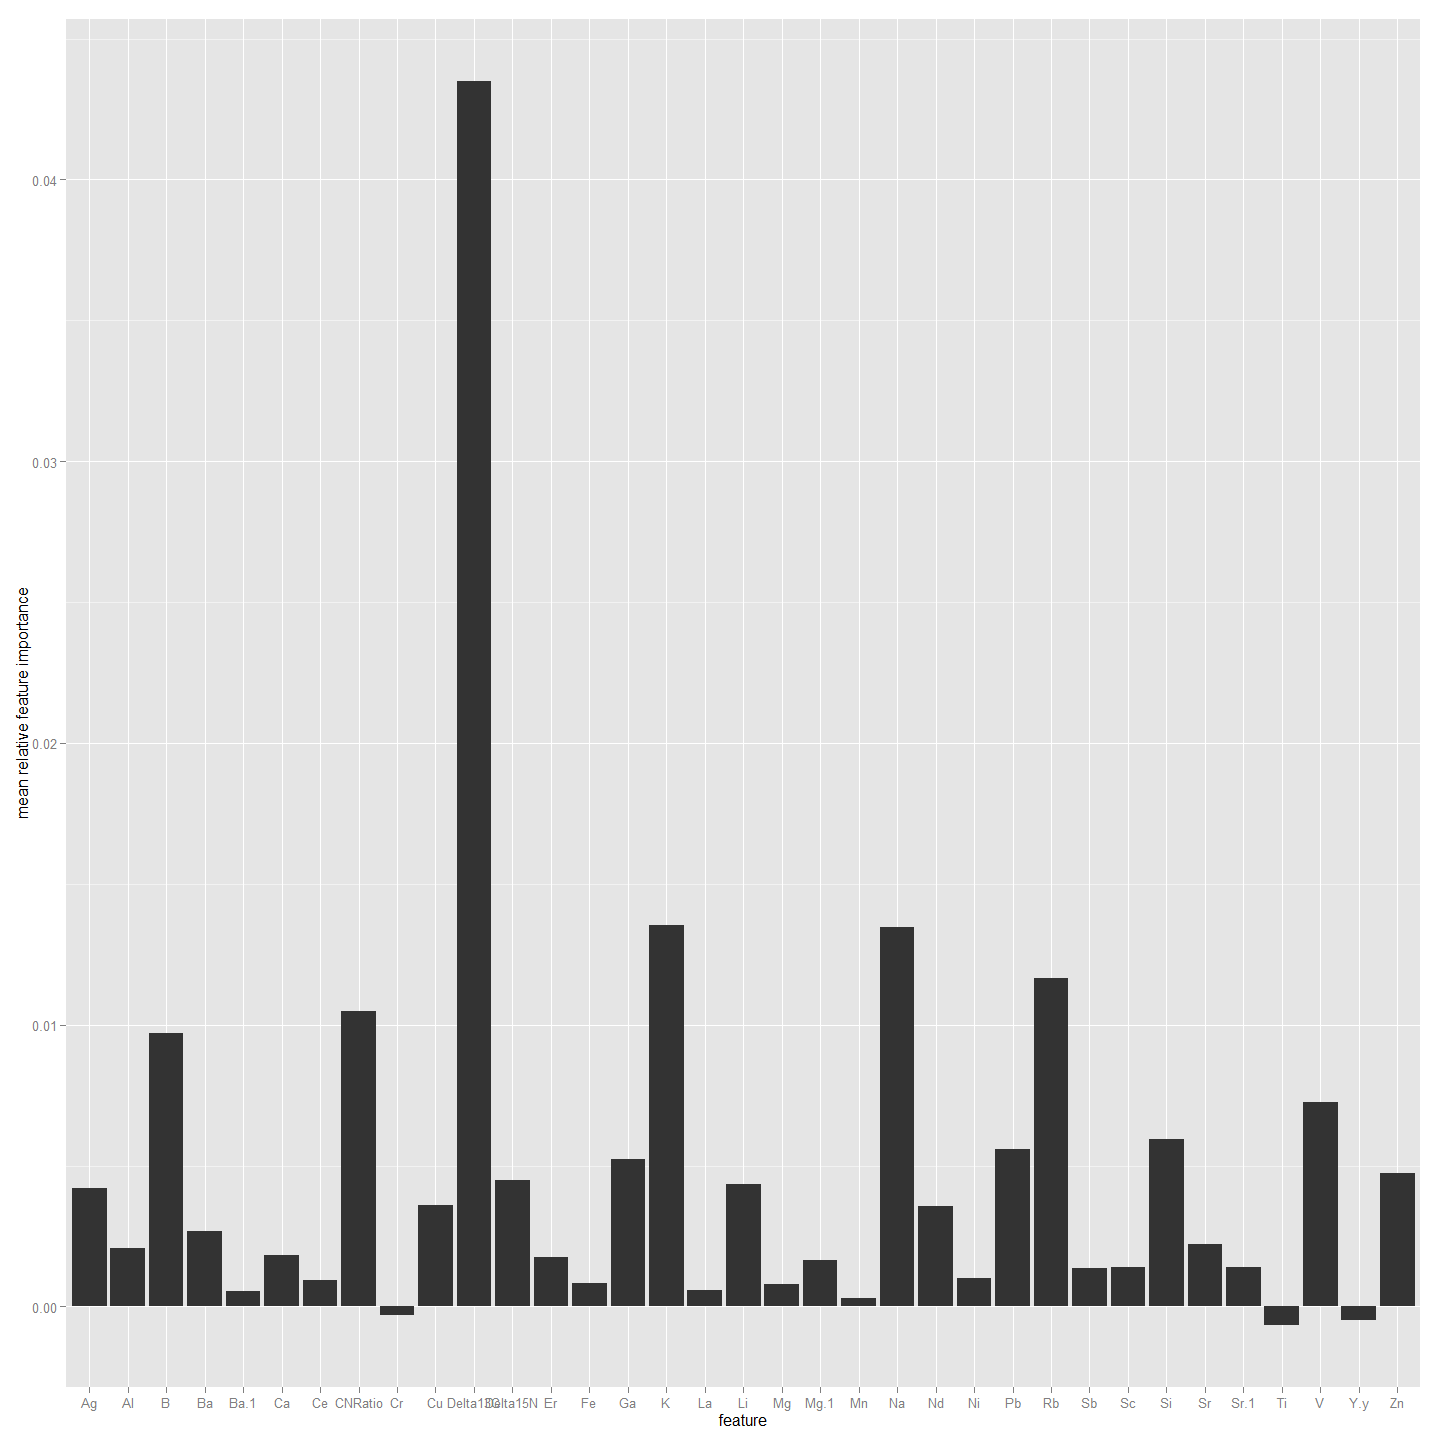 mean relative feature importance
0.04
0.03
0.02
0.01
0.00
Ag Al B Ba Ba.1 Ca Ce CNRatio Cr Cu Delta13C Delta15N Er Fe Ga K La Li Mg Mg.1 Mn Na Nd Ni Pb Rb Sb Sc Si Sr Sr.1 Ti V Y.y Zn
feature